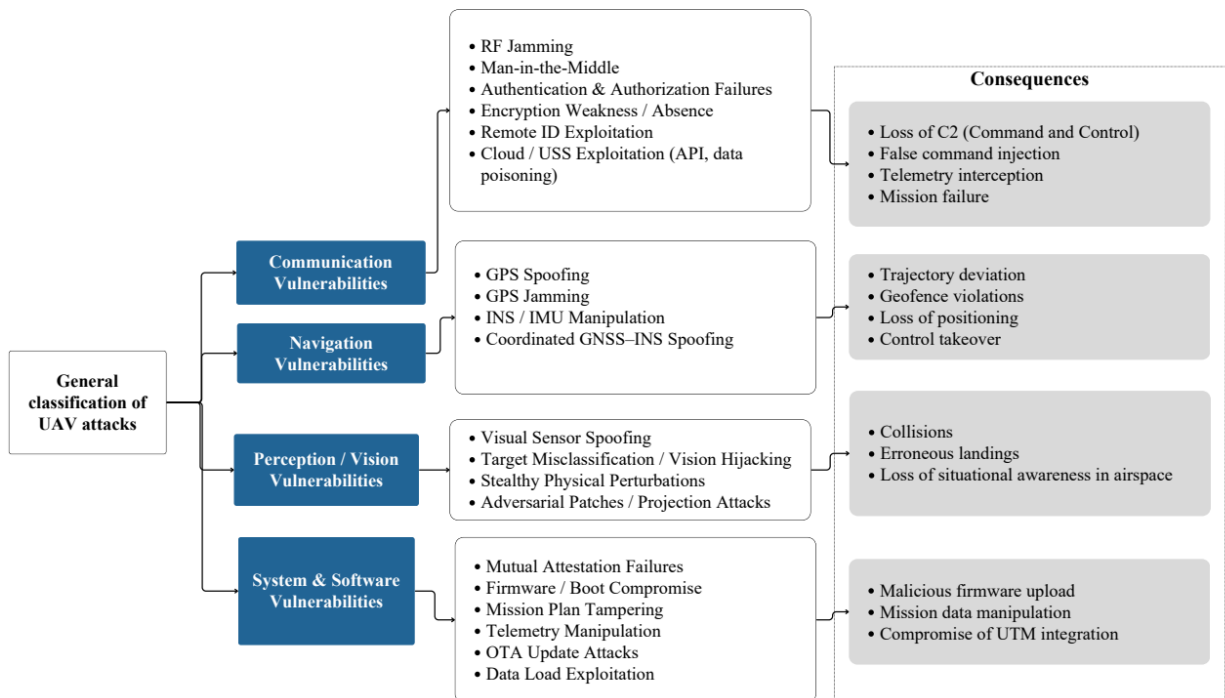 General
classification of
UAV attacks
Communication
Vulnerabilities
Navigation
Vulnerabilities
Perception / Vision
Vulnerabilities
System & Software
Vulnerabilities
• RF Jamming
• Man-in-the-Middle
• Authentication & Authorization Failures
• Encryption Weakness / Absence
• Remote ID Exploitation
• Cloud / USS Exploitation (API, data
poisoning)
• GPS Spoofing
• GPS Jamming
• INS / IMU Manipulation
• Coordinated GNSS–INS Spoofing
• Visual Sensor Spoofing
• Target Misclassification / Vision Hijacking
• Stealthy Physical Perturbations
• Adversarial Patches / Projection Attacks
• Mutual Attestation Failures
• Firmware / Boot Compromise
• Mission Plan Tampering
• Telemetry Manipulation
• OTA Update Attacks
• Data Load Exploitation
Consequences
• Loss of C2 (Command and Control)
• False command injection
• Telemetry interception
• Mission failure
• Trajectory deviation
• Geofence violations
• Loss of positioning
• Control takeover
• Collisions
• Erroneous landings
• Loss of situational awareness in airspace
• Malicious firmware upload
• Mission data manipulation
• Compromise of UTM integration